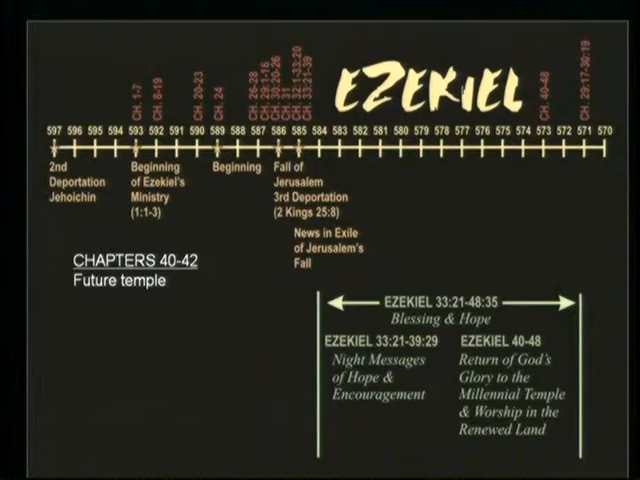 EZEKIEL
CH. 1-7
CH. 8-19
CH. 20-23
CH. 24
CH. 26-28
CH. 29:1-16
CH. 30:20-26
CH. 31
CH. 32:1-33:20
CH. 33:21-39
CH. 40-48
CH. 29:17-30:19
597 596 595 594 593 592 591 590 589 588 587 586 585 584 583 582 581 580 579 578 577 576 575 574 573 572 571 570
2nd
Deportation
Jehoichin
Beginning
of Ezekiel's
Ministry
(1:1-3)
Beginning
Fall of
Jerusalem
3rd Deportation
(2 Kings 25:8)
News in Exile
of Jerusalem's
Fall
CHAPTERS 40-42
Future temple
EZEKIEL 33:21-48:35
Blessing & Hope
EZEKIEL 33:21-39:29
Night Messages
of Hope &
Encouragement
EZEKIEL 40-48
Return of God's
Glory to the
Millennial Temple
& Worship in the
Renewed Land